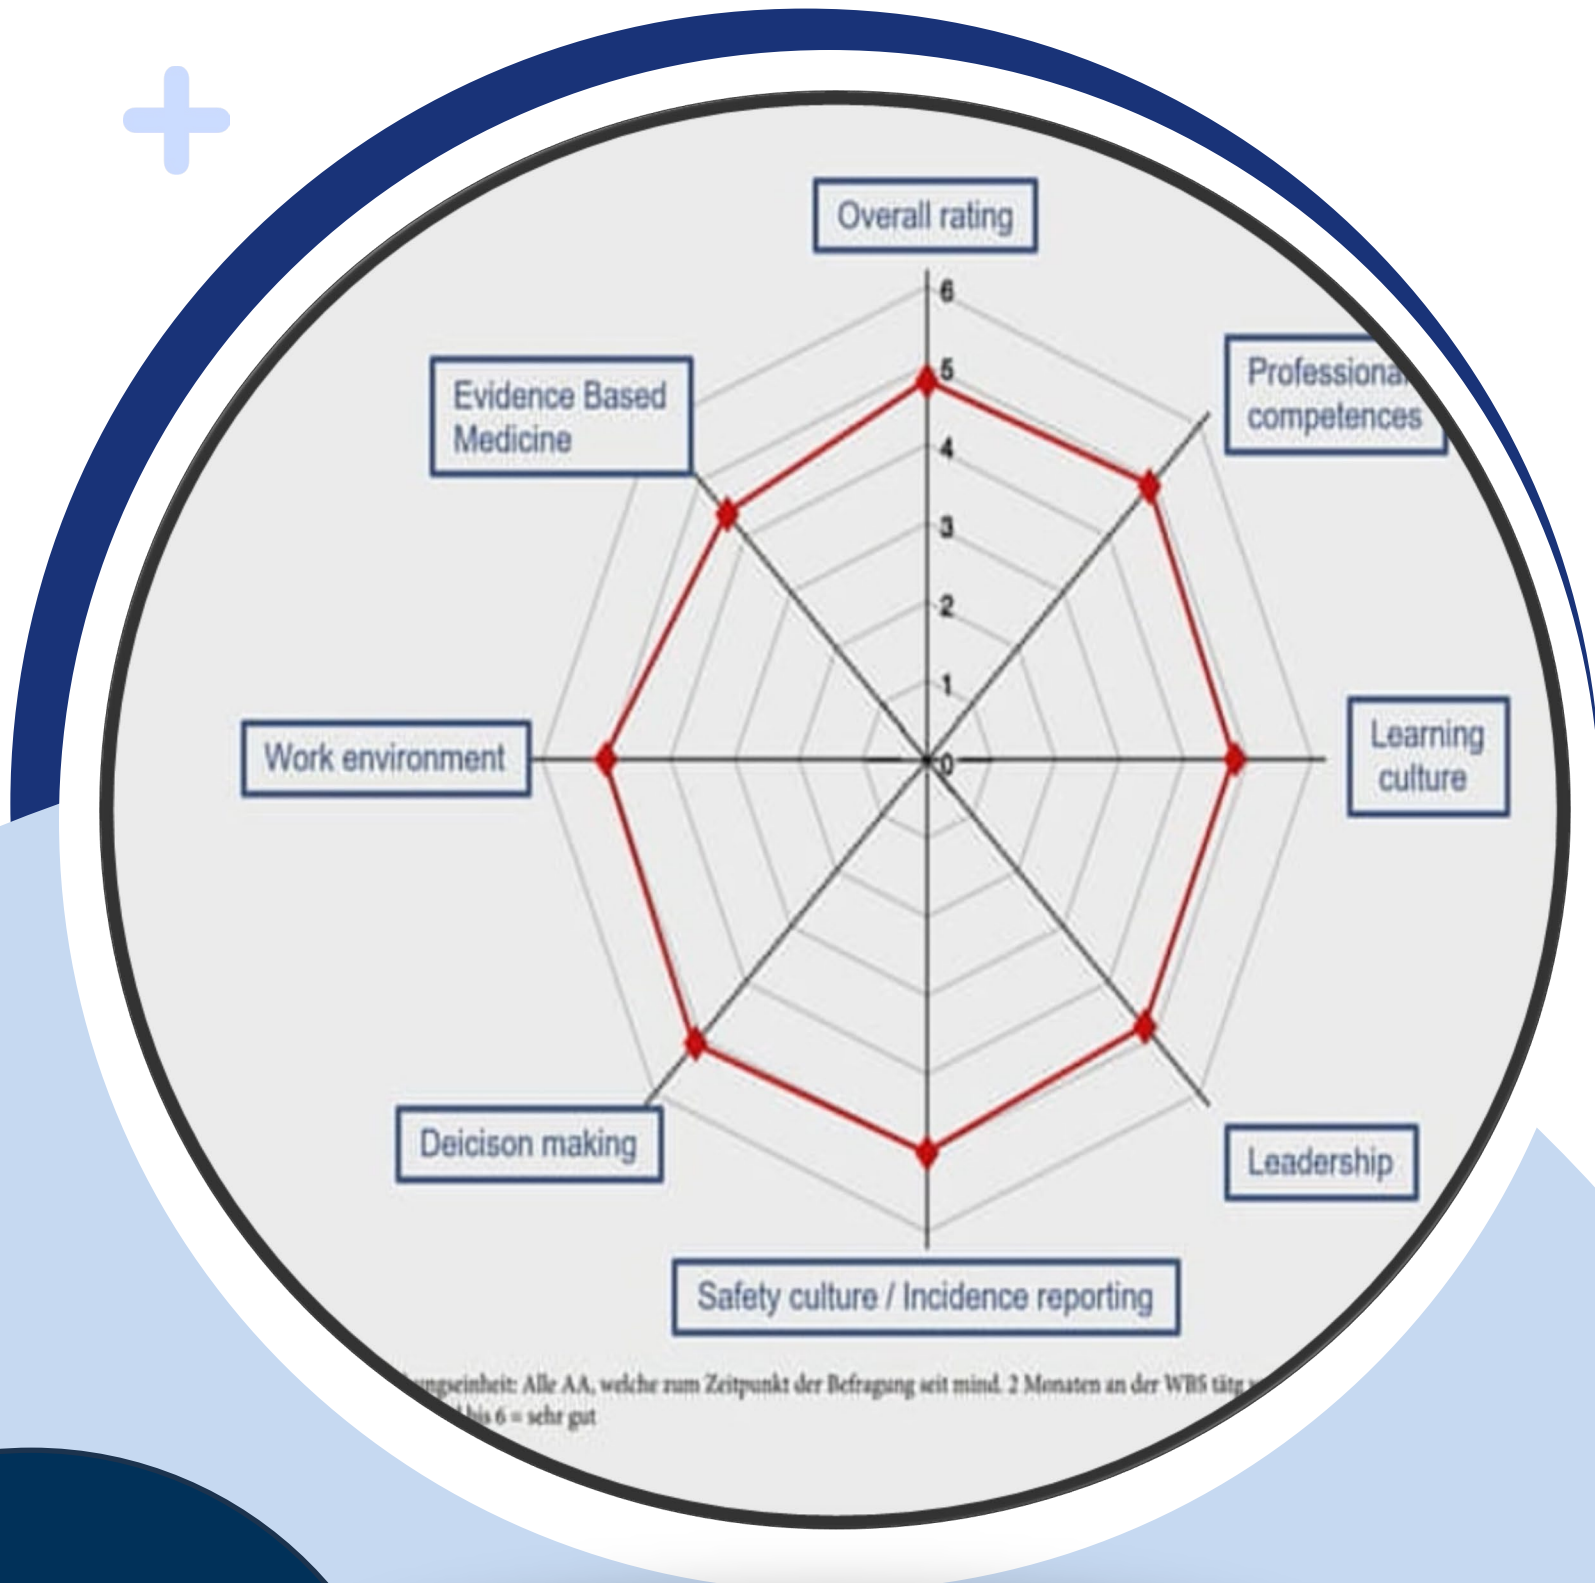 Overall rating
6
5
4
3
2
1
0
Professional
competences
Learning
culture
Leadership
Safety culture / Incidence reporting
Deicison making
Work environment
Evidence Based
Medicine
Alle AA, welche zum Zeitpunkt der Befragung seit mind. 2 Monaten an der WBS tätg
bis 6 = sehr gut